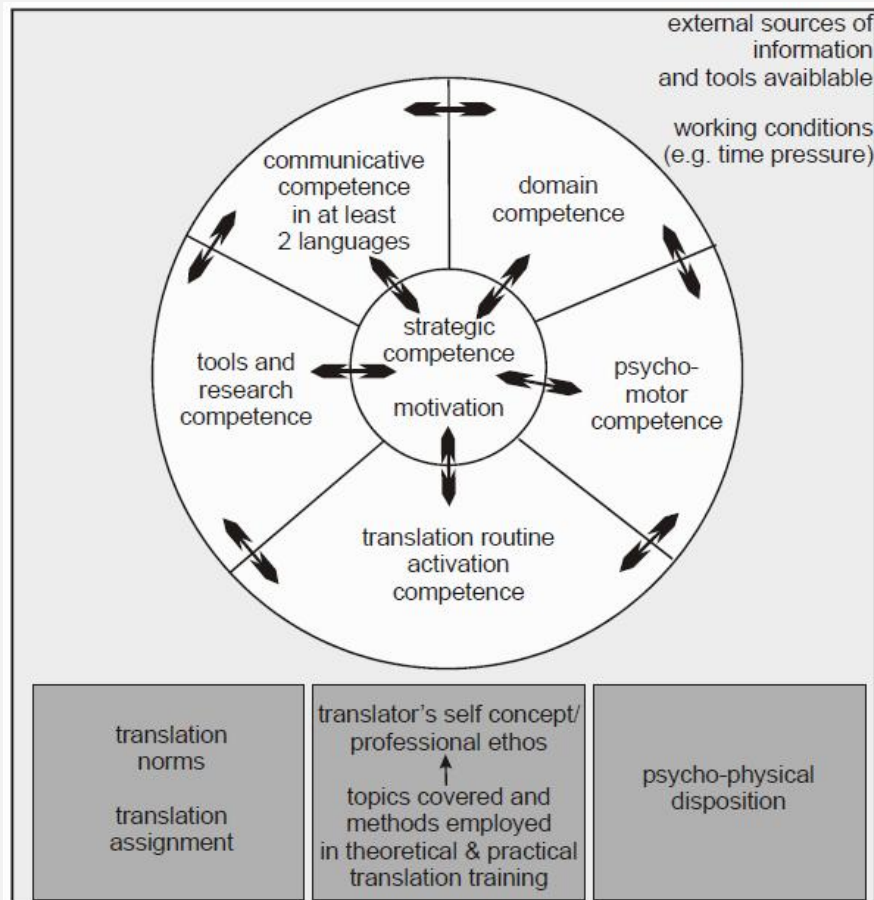 external sources of
information
and tools avaiblable
working conditions
(e.g. time pressure)
communicative
competence
in at least
2 languages
domain
competence
strategic
competence
motivation
tools and
research
competence
psycho-
motor
competence
translation routine
activation
competence
translation
norms
translation
assignment
translator's self concept/
professional ethos
topics covered and
methods employed
in theoretical & practical
translation training
psycho-physical
disposition